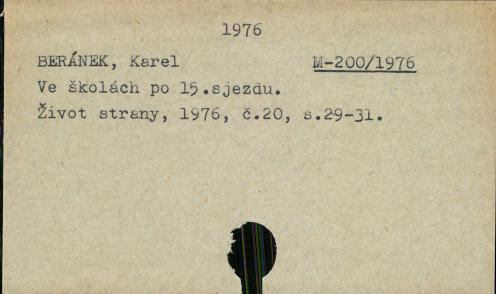 1976
BERÁNEK, Karel M-200/1976
Ve školách po 15.sjezdu.
Život strany, 1976, č.20, s.29-31.